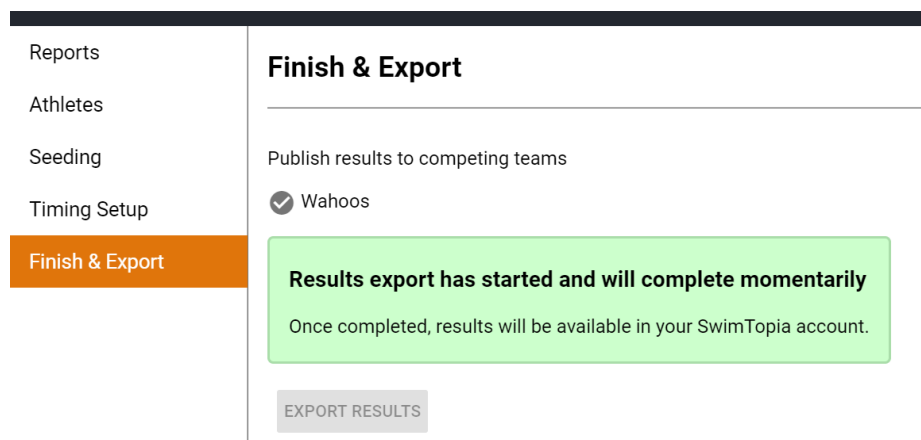 Reports
Athletes
Seeding
Timing Setup
Finish & Export
Finish & Export
Publish results to competing teams
Wahoos
Results export has started and will complete momentarily
Once completed, results will be available in your SwimTopia account.
EXPORT RESULTS